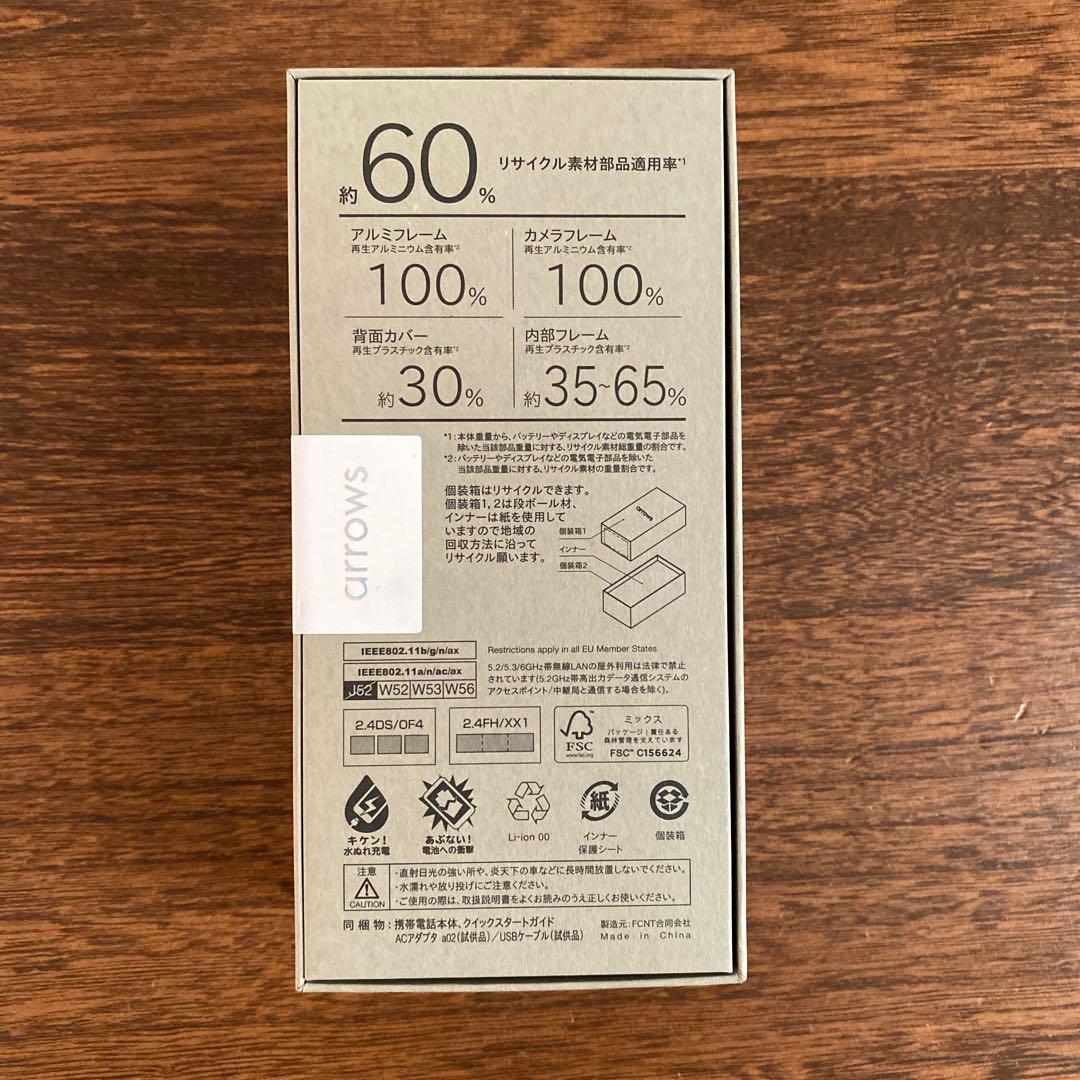 約60% リサイクル素材部品適用率*1
アルミフレーム
再生アルミニウム含有率*2
100%
カメラフレーム
再生アルミニウム含有率*2
100%
背面カバー
再生プラスチック含有率*2
約30%
内部フレーム
再生プラスチック含有率*2
約35~65%
*1:本体重量から、バッテリーやディスプレイなどの電気電子部品を
除いた当該部品重量に対する、リサイクル素材総重量の割合です。
*2:バッテリーやディスプレイなどの電気電子部品を除いた
当該部品重量に対する、リサイクル素材の重量割合です。
arrows
個装箱はリサイクルできます。
個装箱1,2は段ボール材、
インナーは紙を使用して
いますので地域の
回収方法に沿って
リサイクル願います。
arrows
個装箱1
インナー
個装箱2
IEEE802.11b/g/n/ax
IEEE802.11a/n/ac/ax
J52 W52 W53 W56
Restrictions apply in all EU Member States
5.2/5.3/6GHz帯無線LANの屋外利用は法律で禁止
されています(5.2GHz帯高出力データ通信システムの
アクセスポイント/中継局と通信する場合を除く)。
2.4DS/OF4
2.4FH/XX1
FSC
www.fsc.org
ミックス
パッケージ|責任ある
森林管理を支えています
FSC™ C156624
キケン!
水ぬれ充電
あぶない!
電池への衝撃
Li-ion 00
紙
インナー
保護シート
個装箱
注意
CAUTION
・直射日光の強い所や、炎天下の車などに長時間放置しないでください。
・水濡れや放り投げにご注意ください。
・ご使用の際は、取扱説明書をよくお読みのうえ正しくお使いください。
同梱物:携帯電話本体、クイックスタートガイド
ACアダプタ a02(試供品)/USBケーブル(試供品)
製造元:FCNT合同会社
Made in China